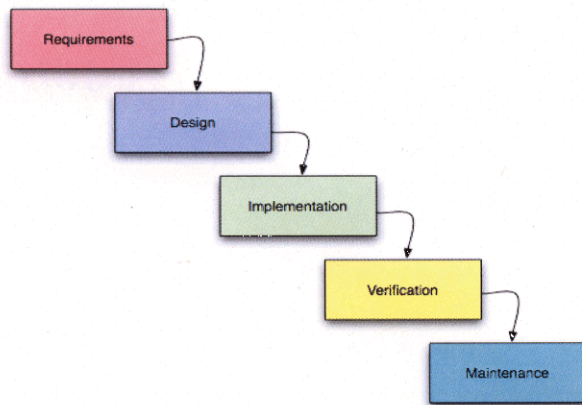 Requirements
Design
Implementation
Verification
Maintenance